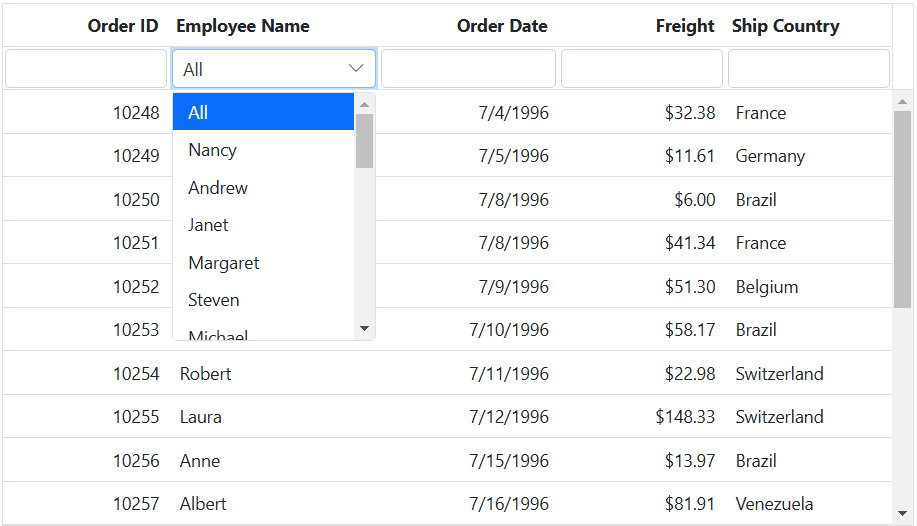 Order ID Employee Name Order Date Freight Ship Country
All
10248 All 7/4/1996 $32.38 France
10249 Nancy 7/5/1996 $11.61 Germany
10250 Andrew 7/8/1996 $6.00 Brazil
10251 Janet 7/8/1996 $41.34 France
10252 Margaret 7/9/1996 $51.30 Belgium
10253 Steven 7/10/1996 $58.17 Brazil
Michael
10254 Robert 7/11/1996 $22.98 Switzerland
10255 Laura 7/12/1996 $148.33 Switzerland
10256 Anne 7/15/1996 $13.97 Brazil
10257 Albert 7/16/1996 $81.91 Venezuela